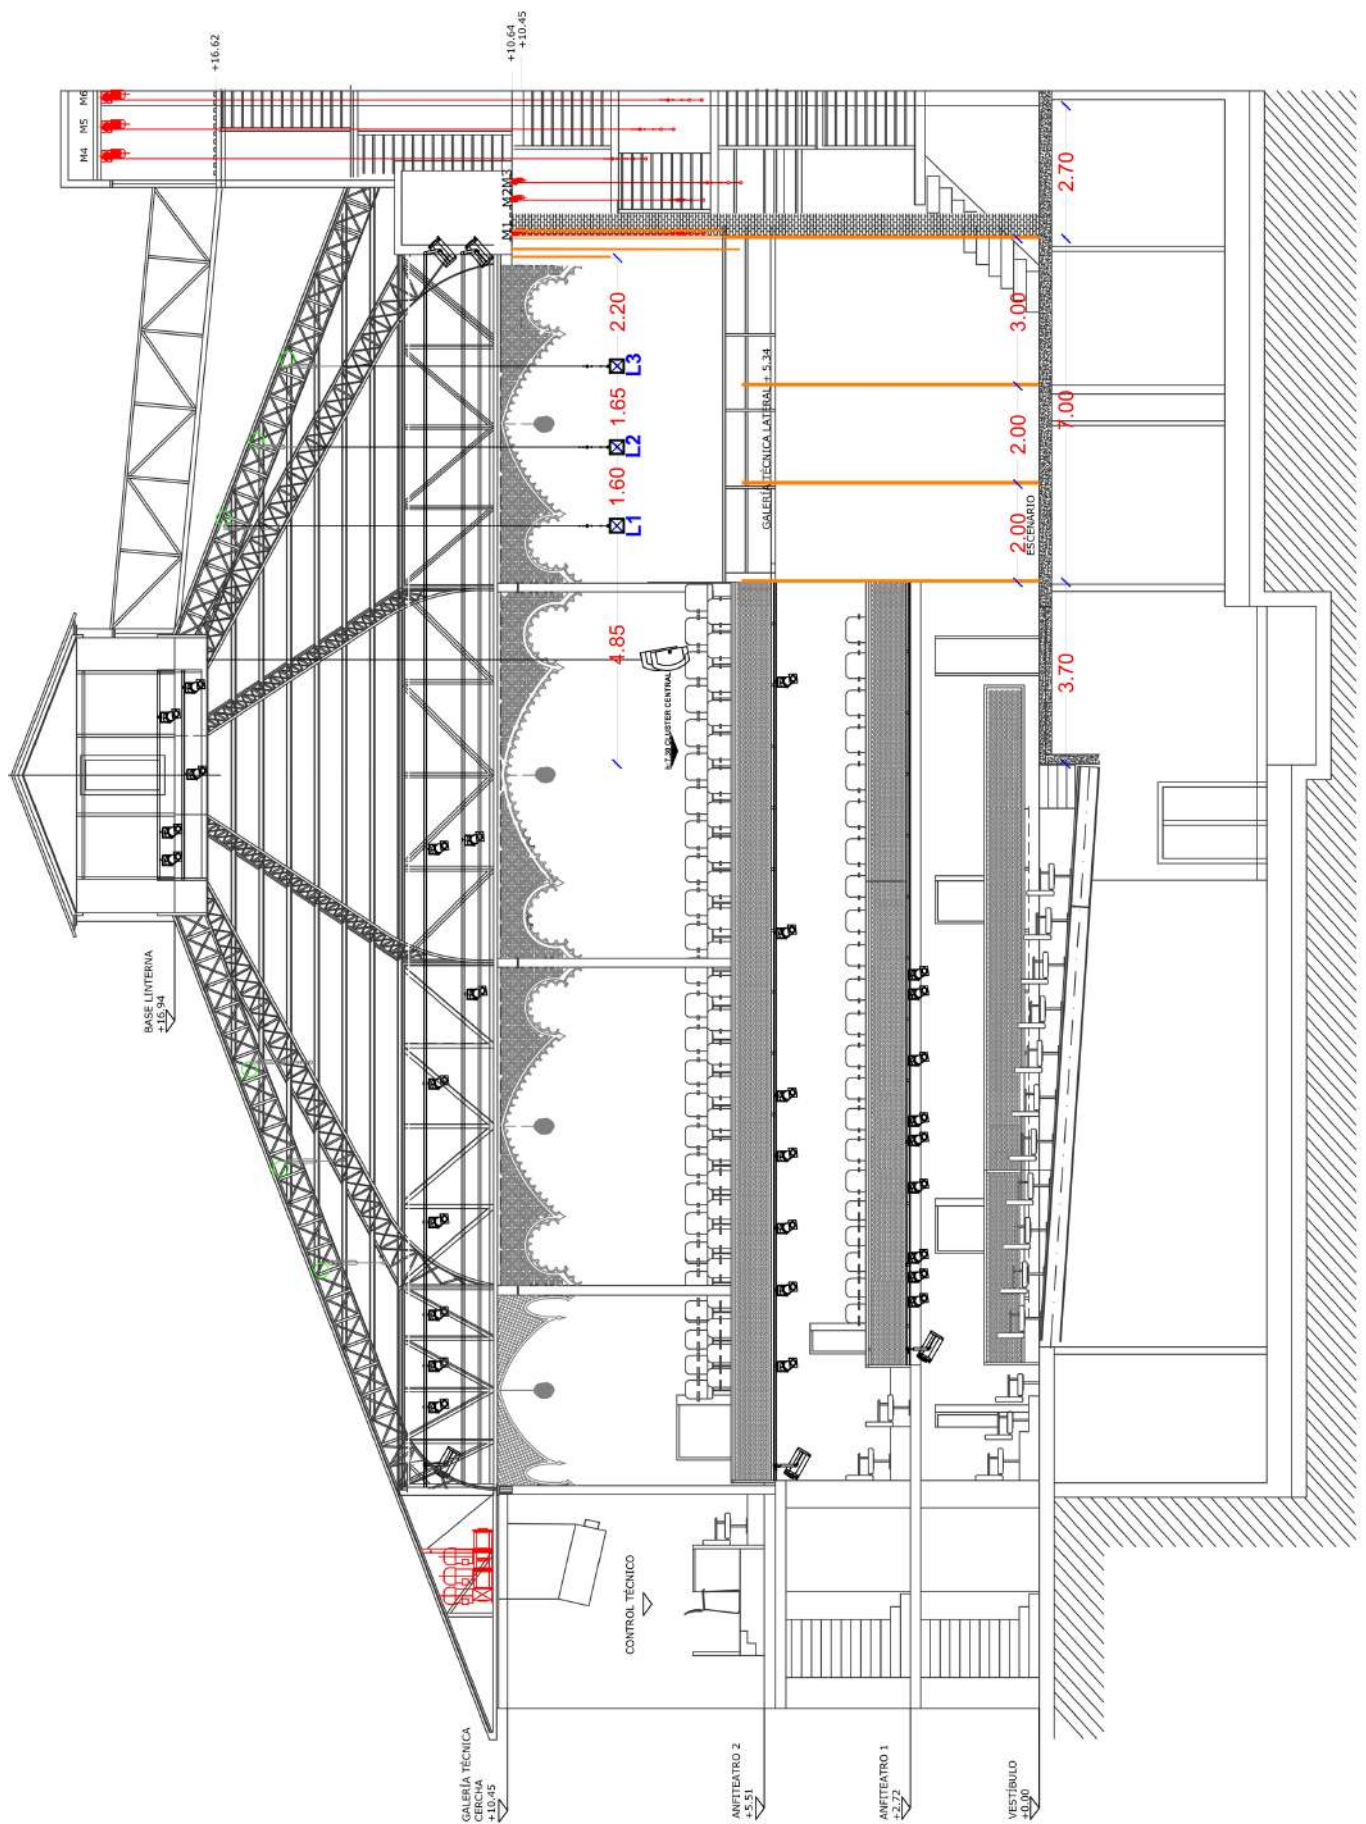 M4 M5 M6
+16.62
+10.64
+10.45
M1 M2M3
2.20
L3
1.65
L2
1.60
L1
4.85
GALERÍA TÉCNICA LATERAL + 5.34
CLUSTER CENTRAL
2.70
3.00
2.00
7.00
2.00
ESCENARIO
3.70
BASE LINTERNA
+16.94
CONTROL TÉCNICO
GALERÍA TÉCNICA
CERCHA
+10.45
ANFITEATRO 2
+5.51
ANFITEATRO 1
+2.72
VESTÍBULO
+0.00